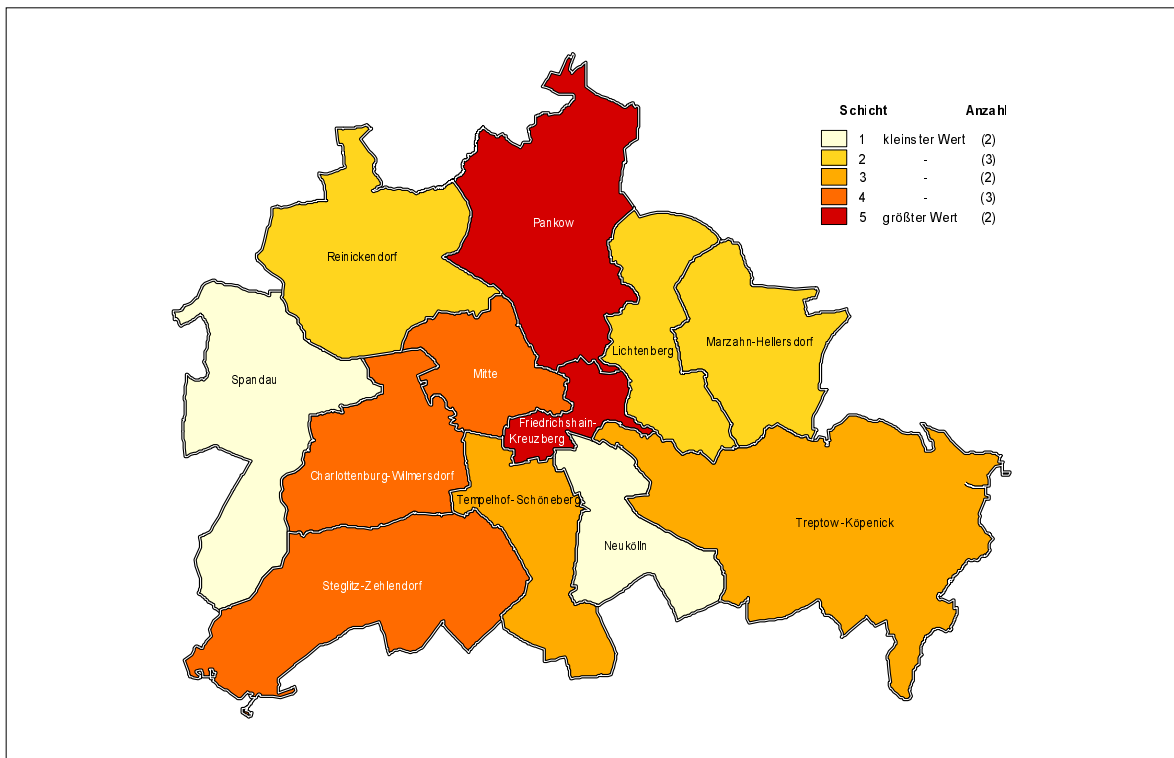 Schicht Anzahl
1 kleinster Wert (2)
2 - (3)
3 - (2)
4 - (3)
5 größter Wert (2)
Pankow
Reinickendorf
Lichtenberg
Marzahn-Hellersdorf
Mitte
Spandau
Friedrichshain-
Kreuzberg
Charlottenburg-Wilmersdorf
Tempelhof-Schöneberg
Treptow-Köpenick
Neukölln
Steglitz-Zehlendorf